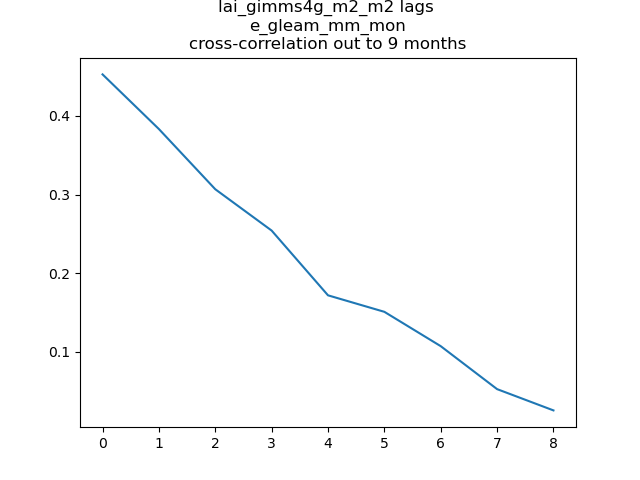 lai_gimms4g_m2_m2 lags
e_gleam_mm_mon
cross-correlation out to 9 months
0.4
0.3
0.2
0.1
0 1 2 3 4 5 6 7 8